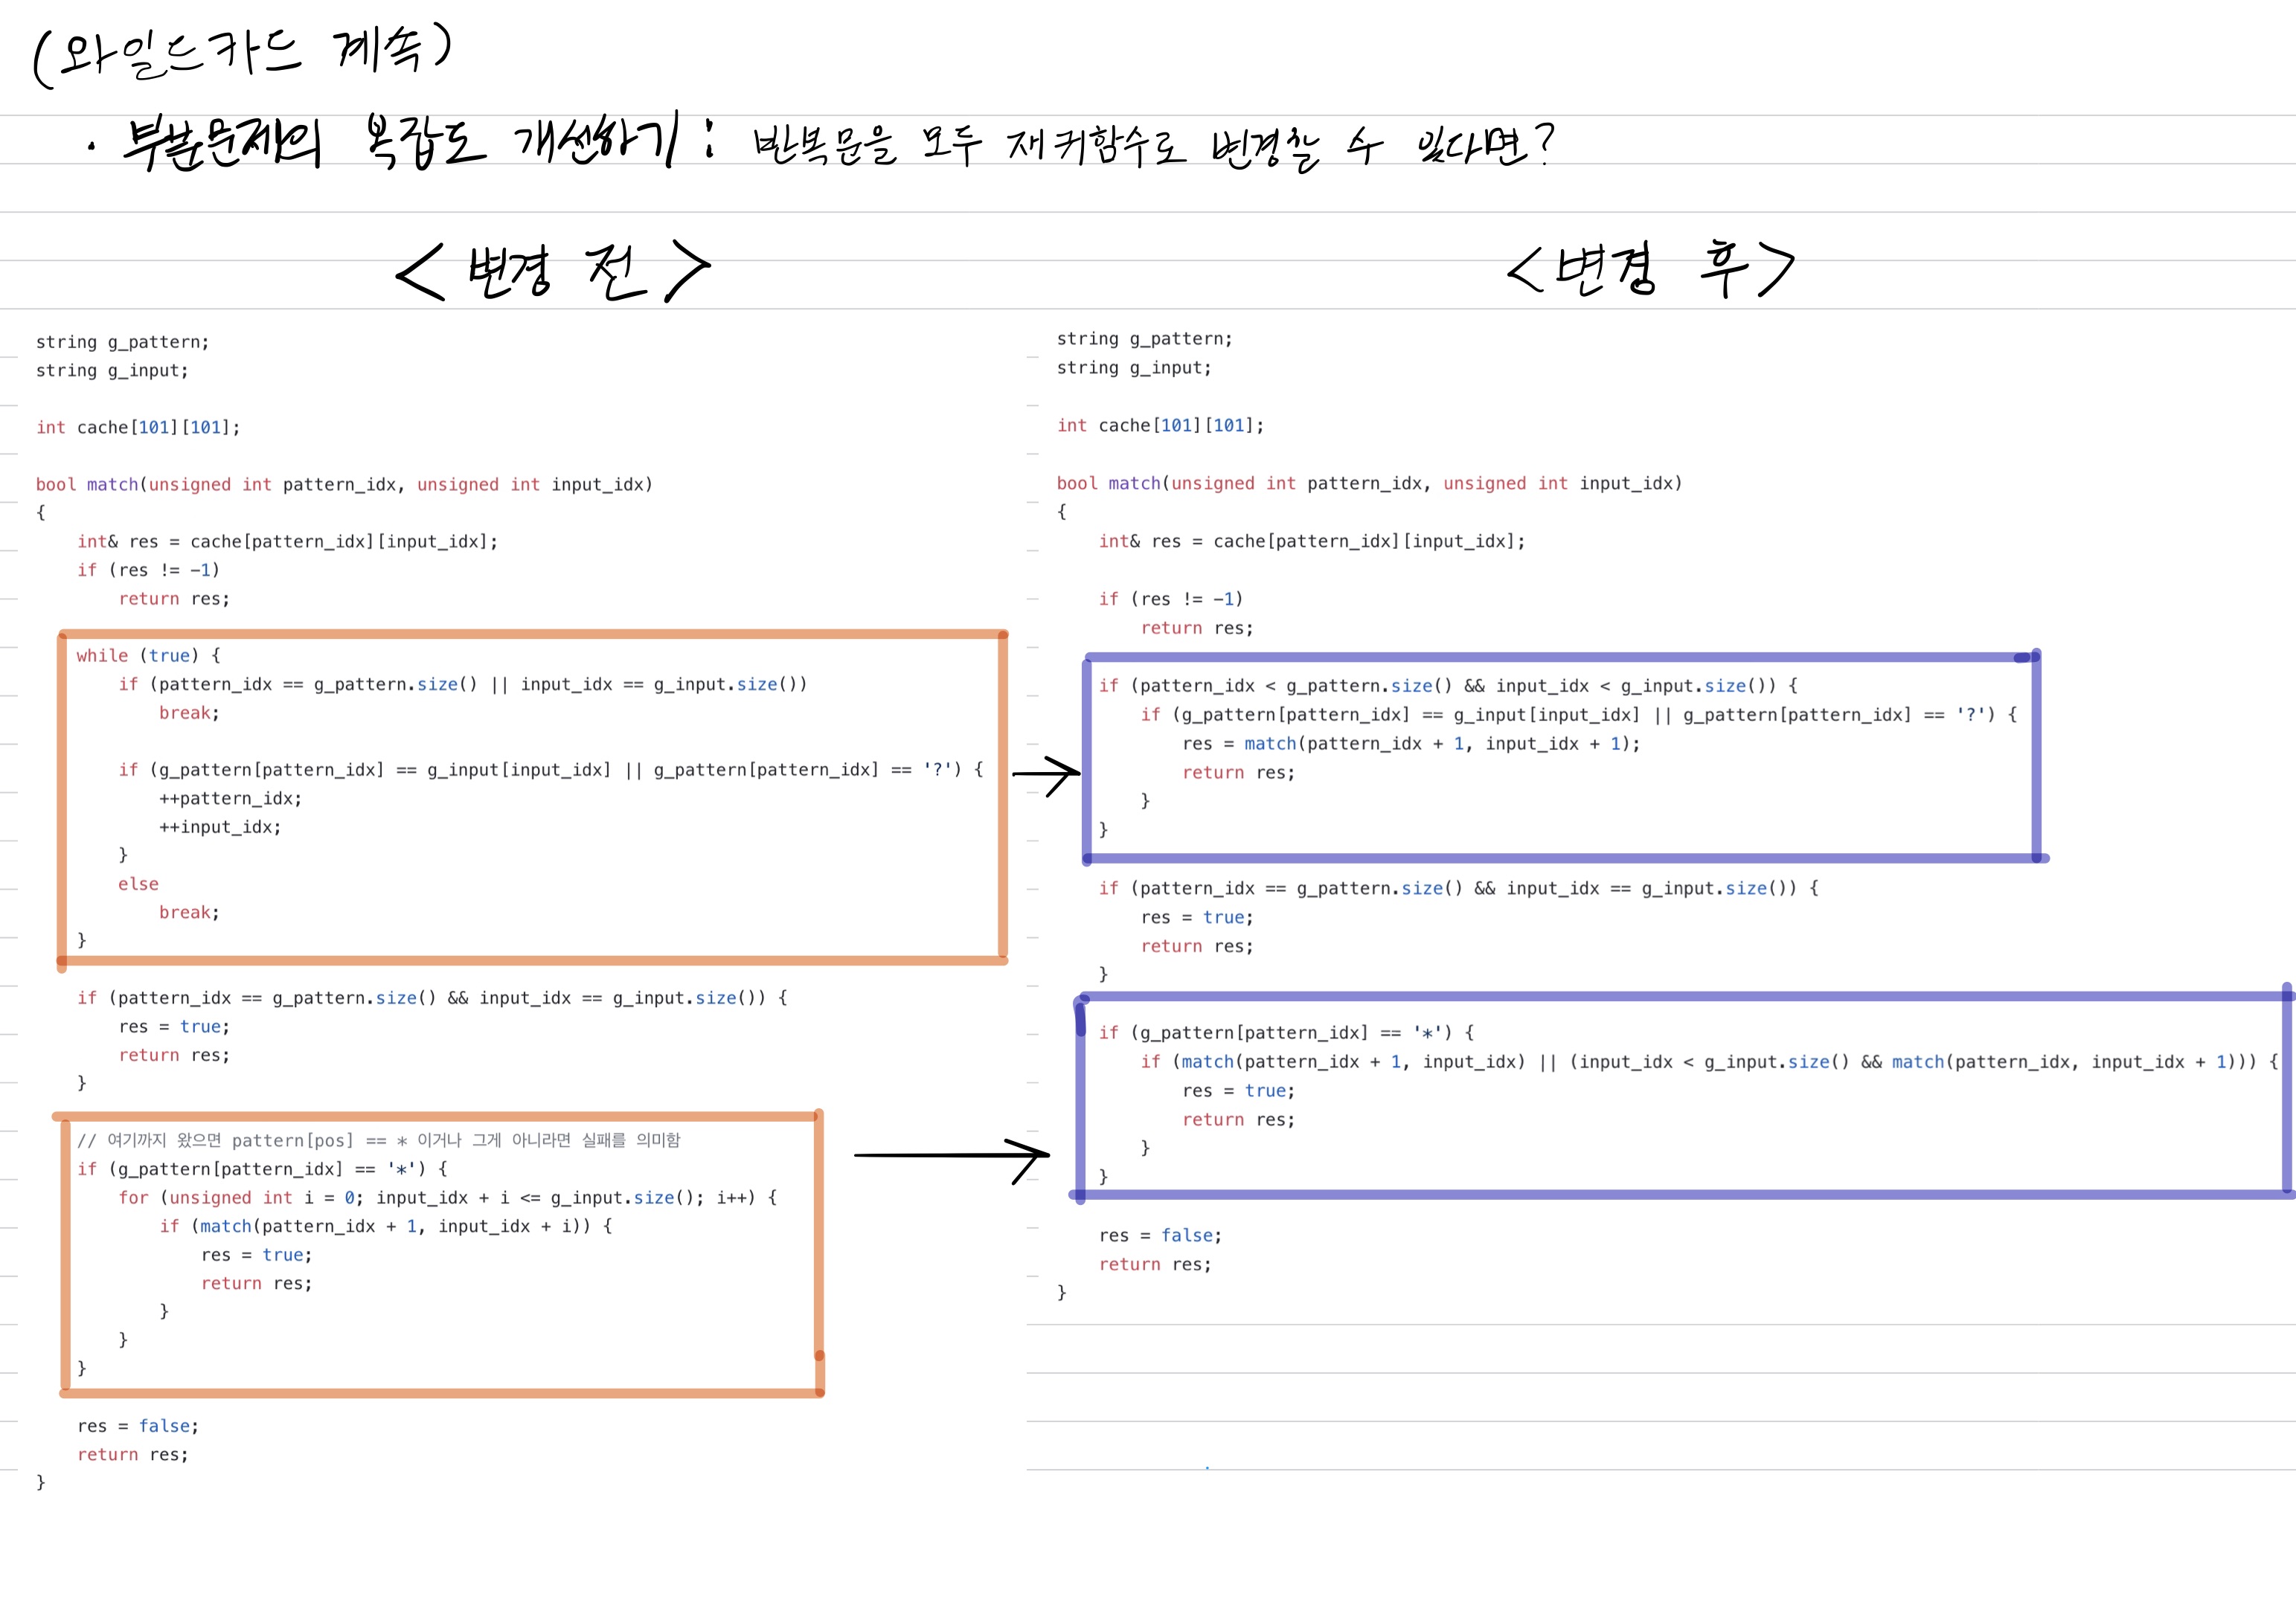 (와일드카드 계속)
· 부분문제의 복잡도 개선하기 : 반복문을 모두 재귀함수로 변경할 수 있다면?
<변경 전>
string g_pattern;
string g_input;
int cache[101][101];
bool match(unsigned int pattern_idx, unsigned int input_idx)
{
int& res = cache[pattern_idx][input_idx];
if (res != -1)
return res;
while (true) {
if (pattern_idx == g_pattern.size() || input_idx == g_input.size())
break;
if (g_pattern[pattern_idx] == g_input[input_idx] || g_pattern[pattern_idx] == '?') {
++pattern_idx;
++input_idx;
}
else
break;
}
if (pattern_idx == g_pattern.size() && input_idx == g_input.size()) {
res = true;
return res;
}
// 여기까지 왔으면 pattern[pos] == * 이거나 그게 아니라면 실패를 의미함
if (g_pattern[pattern_idx] == '*') {
for (unsigned int i = 0; input_idx + i <= g_input.size(); i++) {
if (match(pattern_idx + 1, input_idx + i)) {
res = true;
return res;
}
}
}
res = false;
return res;
}
<변경 후>
string g_pattern;
string g_input;
int cache[101][101];
bool match(unsigned int pattern_idx, unsigned int input_idx)
{
int& res = cache[pattern_idx][input_idx];
if (res != -1)
return res;
if (pattern_idx < g_pattern.size() && input_idx < g_input.size()) {
if (g_pattern[pattern_idx] == g_input[input_idx] || g_pattern[pattern_idx] == '?') {
res = match(pattern_idx + 1, input_idx + 1);
return res;
}
}
if (pattern_idx == g_pattern.size() && input_idx == g_input.size()) {
res = true;
return res;
}
if (g_pattern[pattern_idx] == '*') {
if (match(pattern_idx + 1, input_idx) || (input_idx < g_input.size() && match(pattern_idx, input_idx + 1))) {
res = true;
return res;
}
}
res = false;
return res;
}